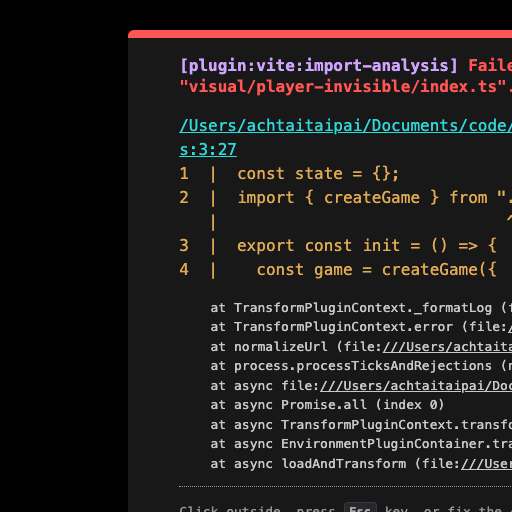 [plugin:vite:import-analysis] Faile
"visual/player-invisible/index.ts".
/Users/achtaitaipai/Documents/code/
s:3:27
1  |  const state = {};
2  |  import { createGame } from ".
   |                              ^
3  |  export const init = () => {
4  |    const game = createGame({
at TransformPluginContext._formatLog (f
at TransformPluginContext.error (file:/
at normalizeUrl (file:///Users/achtaita
at process.processTicksAndRejections (n
at async file:///Users/achtaitaipai/Doc
at async Promise.all (index 0)
at async TransformPluginContext.transfo
at async EnvironmentPluginContainer.tra
at async loadAndTransform (file:///User
Click outside, press Esc key, or fix the